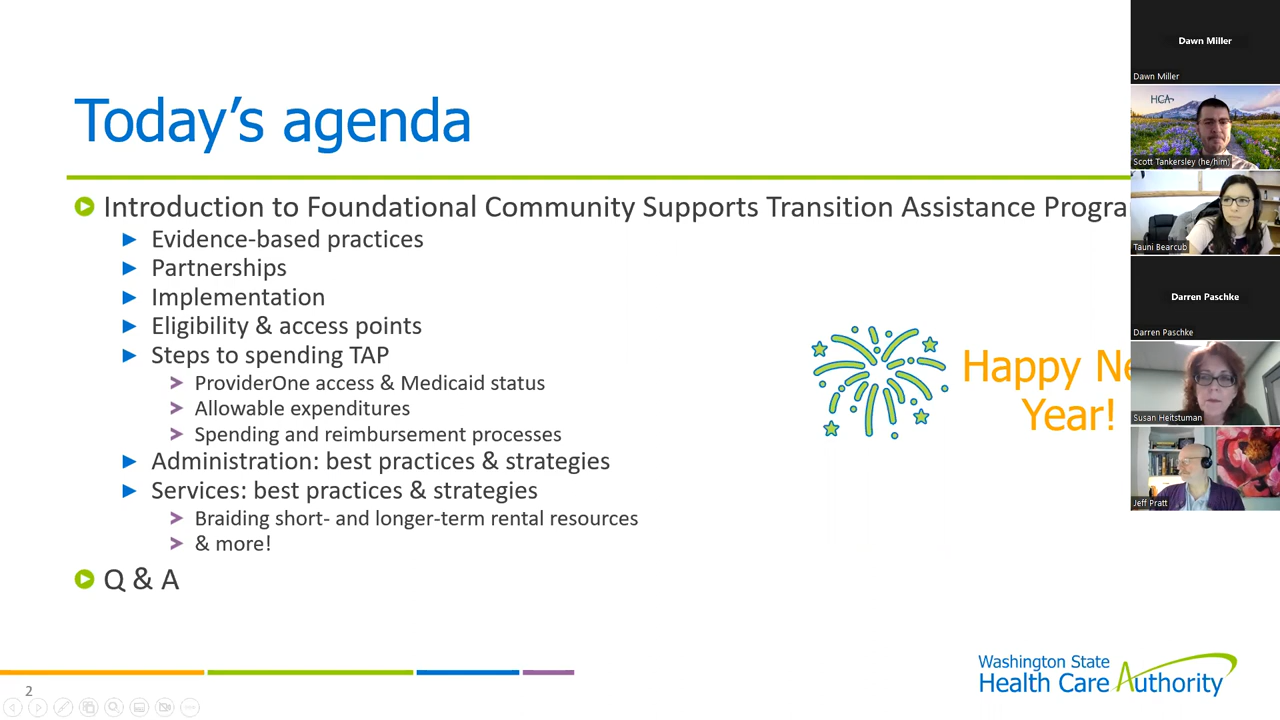 Today's agenda
Introduction to Foundational Community Supports Transition Assistance Progra
Evidence-based practices
Partnerships
Implementation
Eligibility & access points
Steps to spending TAP
ProviderOne access & Medicaid status
Allowable expenditures
Spending and reimbursement processes
Administration: best practices & strategies
Services: best practices & strategies
Braiding short- and longer-term rental resources
& more!
Q & A
Happy Ne
Year!
2
Washington State
Health Care Authority
Dawn Miller
Dawn Miller
HCA
Scott Tankersley (he/him)
Tauni Bearcub
Darren Paschke
Darren Paschke
Susan Heitstuman
Jeff Pratt